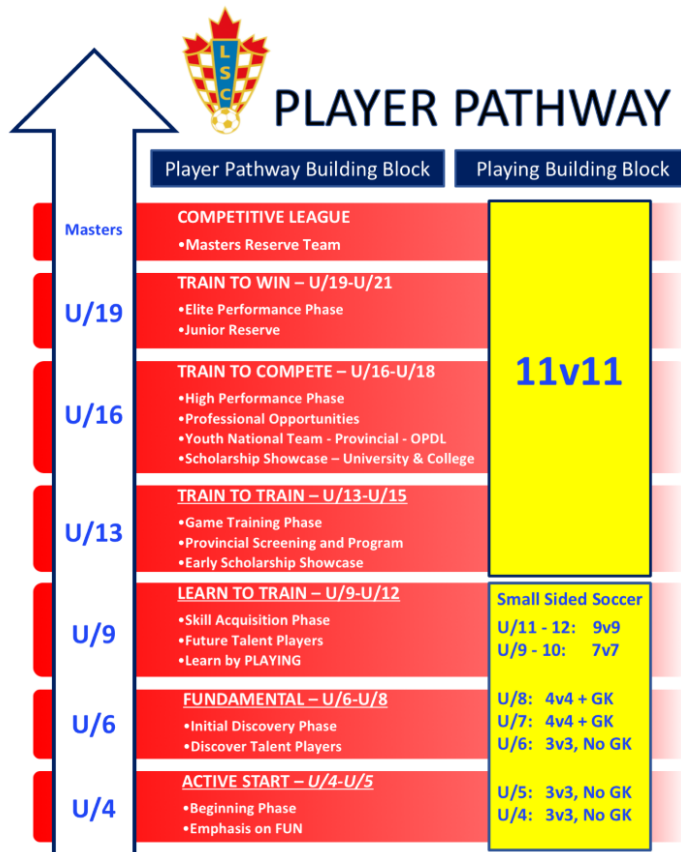 LSC
PLAYER PATHWAY
Player Pathway Building Block
Playing Building Block
Masters
COMPETITIVE LEAGUE
•Masters Reserve Team
U/19
TRAIN TO WIN – U/19-U/21
•Elite Performance Phase
•Junior Reserve
U/16
TRAIN TO COMPETE – U/16-U/18
•High Performance Phase
•Professional Opportunities
•Youth National Team - Provincial - OPDL
•Scholarship Showcase – University & College
11v11
U/13
TRAIN TO TRAIN – U/13-U/15
•Game Training Phase
•Provincial Screening and Program
•Early Scholarship Showcase
U/9
LEARN TO TRAIN – U/9-U/12
•Skill Acquisition Phase
•Future Talent Players
•Learn by PLAYING
Small Sided Soccer
U/11 - 12: 9v9
U/9 - 10: 7v7
U/6
FUNDAMENTAL – U/6-U/8
•Initial Discovery Phase
•Discover Talent Players
U/8: 4v4 + GK
U/7: 4v4 + GK
U/6: 3v3, No GK
U/4
ACTIVE START – U/4-U/5
•Beginning Phase
•Emphasis on FUN
U/5: 3v3, No GK
U/4: 3v3, No GK